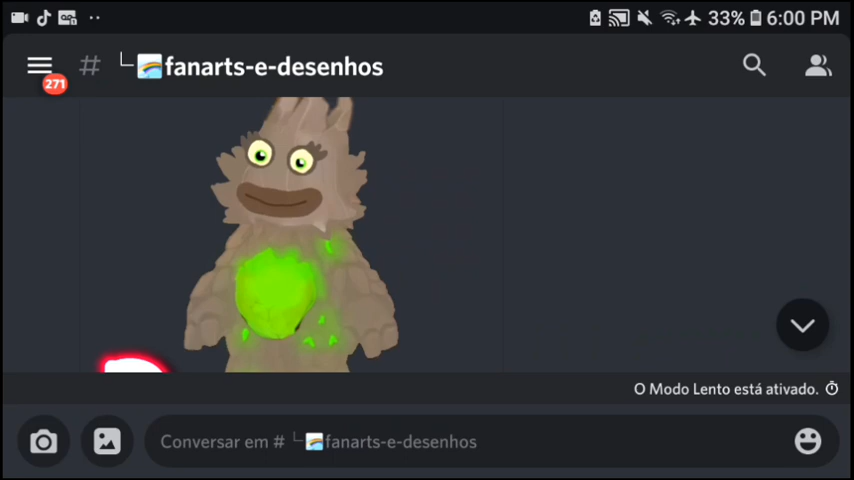 33% 6:00 PM
# fanarts-e-desenhos
271
O Modo Lento está ativado.
Conversar em # fanarts-e-desenhos